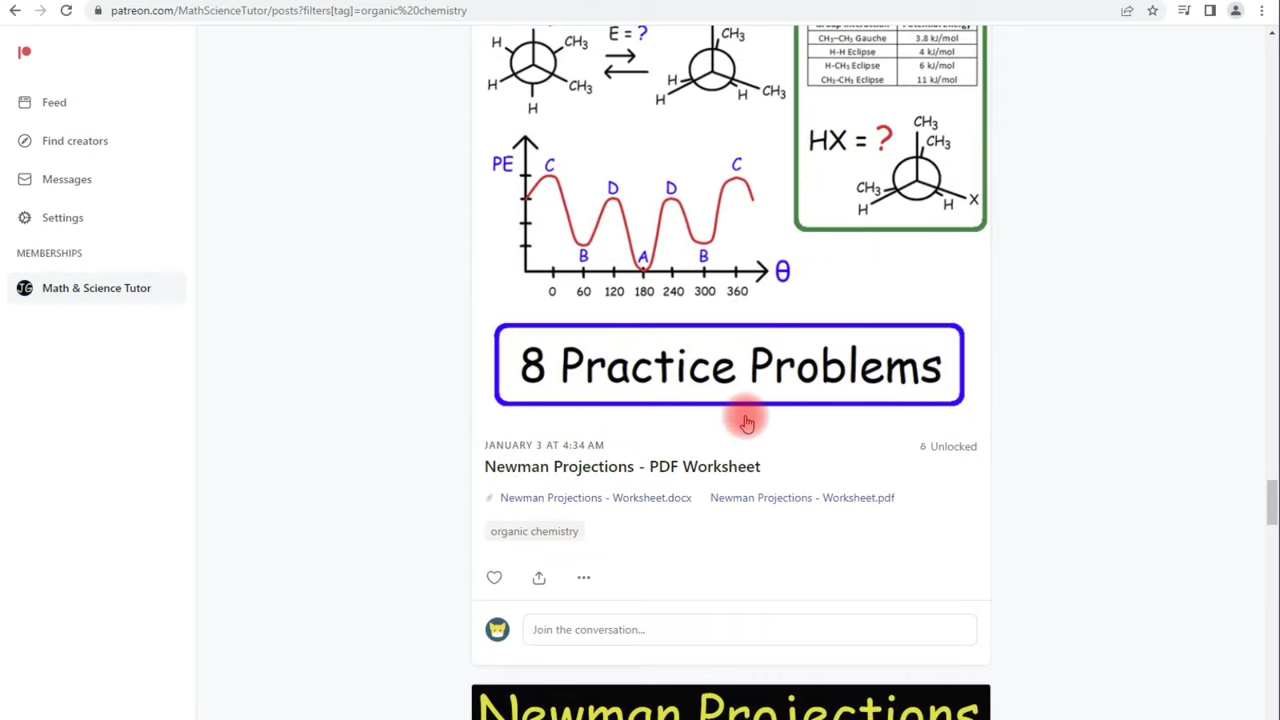 patreon.com/MathScienceTutor/posts?filters[tag]=organic%20chemistry
Feed
Find creators
Messages
Settings
MEMBERSHIPS
JG Math & Science Tutor
H CH₃ H CH₃ H
E = ?
CH₃ H H H CH₃
CH₃–CH₃ Gauche 3.8 kJ/mol
H-H Eclipse 4 kJ/mol
H-CH₃ Eclipse 6 kJ/mol
CH₃-CH₃ Eclipse 11 kJ/mol
HX = ?
CH₃
CH₃
CH₃
H H X
PE C D D C
B A B θ
0 60 120 180 240 300 360
8 Practice Problems
JANUARY 3 AT 4:34 AM
Unlocked
Newman Projections - PDF Worksheet
Newman Projections - Worksheet.docx Newman Projections - Worksheet.pdf
organic chemistry
Join the conversation...
Newman Projections